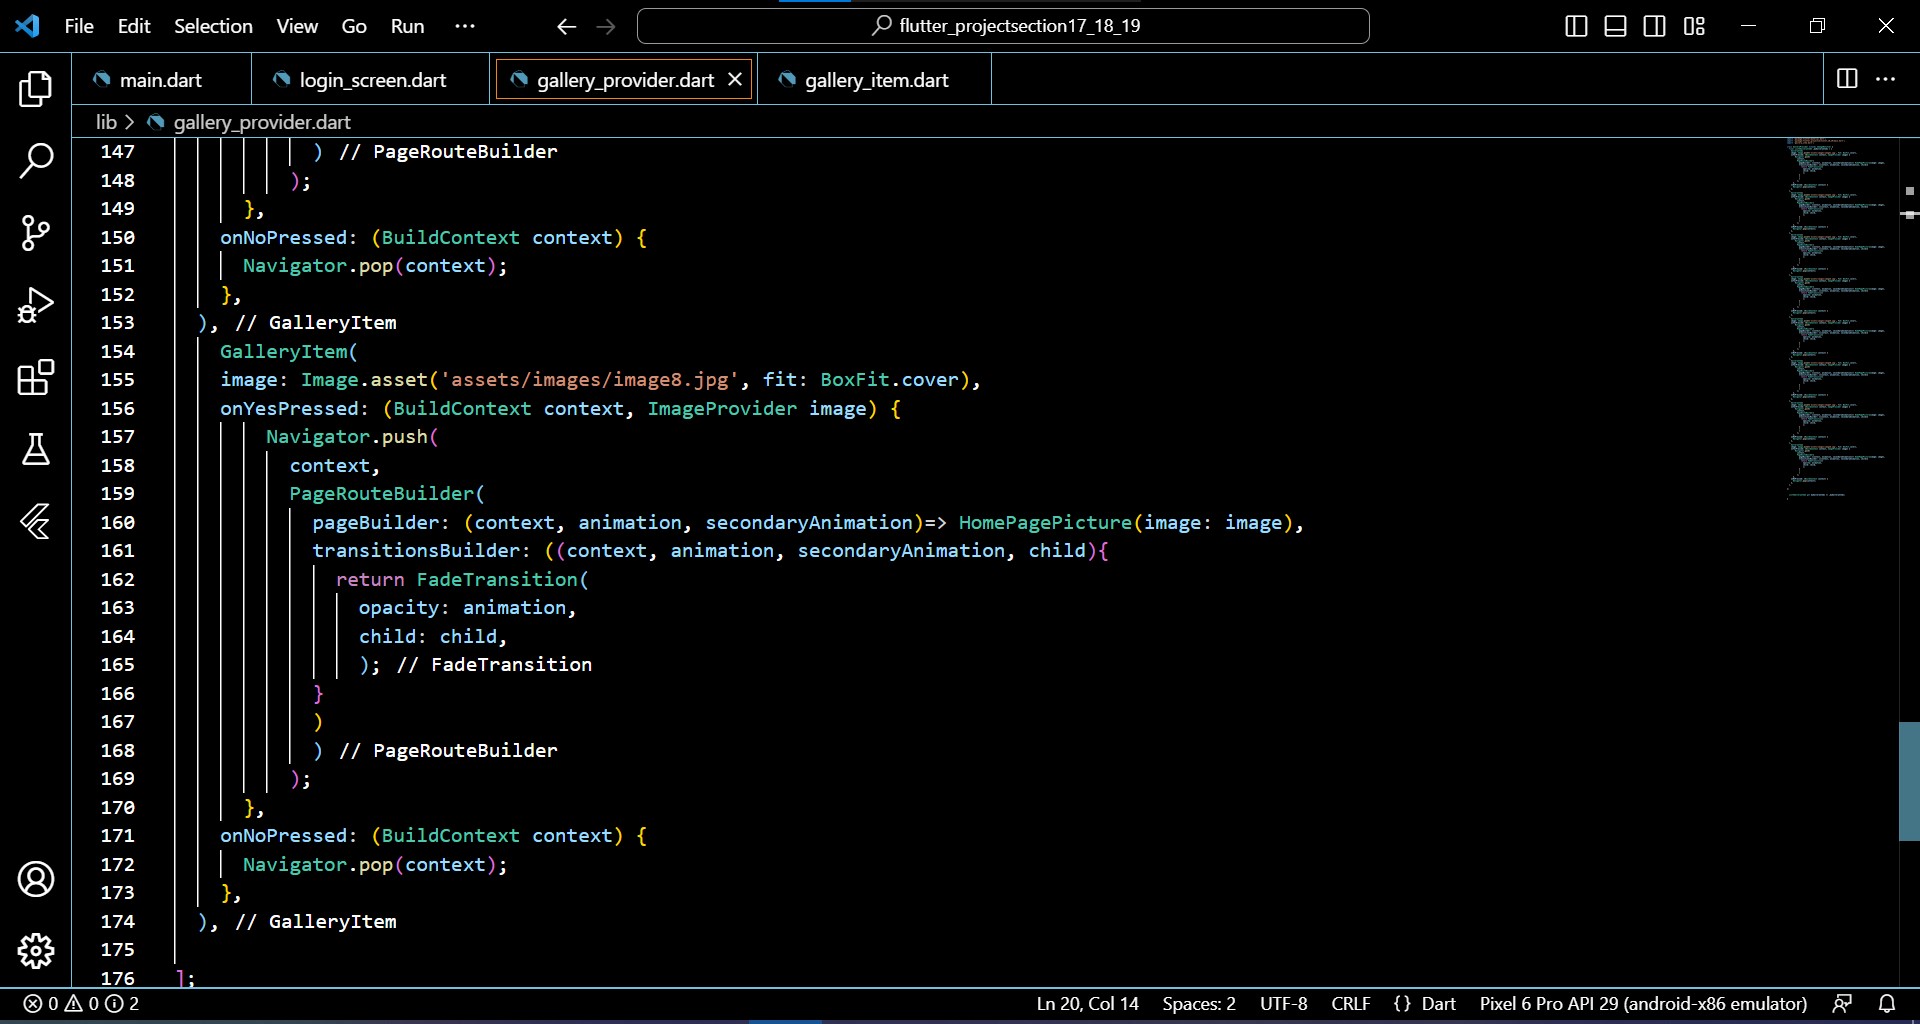 File Edit Selection View Go Run ··· flutter_projectsection17_18_19
main.dart login_screen.dart gallery_provider.dart gallery_item.dart
lib > gallery_provider.dart
147 ) // PageRouteBuilder
148 );
149 },
150 onNoPressed: (BuildContext context) {
151 Navigator.pop(context);
152 },
153 ), // GalleryItem
154 GalleryItem(
155 image: Image.asset('assets/images/image8.jpg', fit: BoxFit.cover),
156 onYesPressed: (BuildContext context, ImageProvider image) {
157 Navigator.push(
158 context,
159 PageRouteBuilder(
160 pageBuilder: (context, animation, secondaryAnimation)=> HomePagePicture(image: image),
161 transitionsBuilder: ((context, animation, secondaryAnimation, child){
162 return FadeTransition(
163 opacity: animation,
164 child: child,
165 ); // FadeTransition
166 }
167 )
168 ) // PageRouteBuilder
169 );
170 },
171 onNoPressed: (BuildContext context) {
172 Navigator.pop(context);
173 },
174 ), // GalleryItem
175
176 ];
0 0 2 Ln 20, Col 14 Spaces: 2 UTF-8 CRLF {} Dart Pixel 6 Pro API 29 (android-x86 emulator)